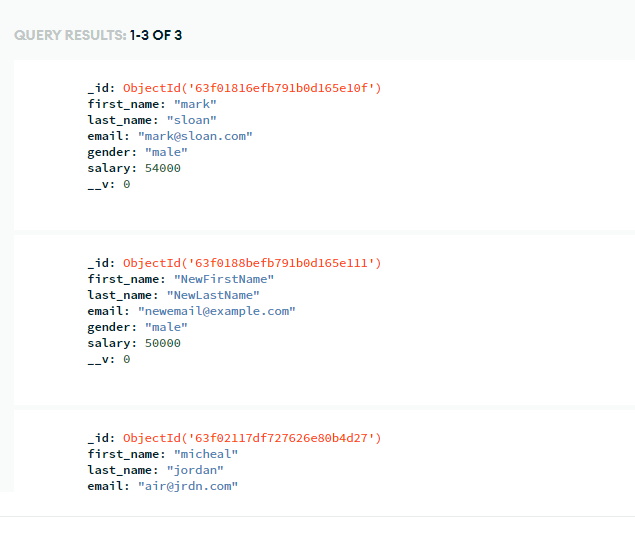 QUERY RESULTS: 1-3 OF 3
_id: ObjectId('63f01816efb791b0d165e10f')
first_name: "mark"
last_name: "sloan"
email: "mark@sloan.com"
gender: "male"
salary: 54000
__v: 0
_id: ObjectId('63f0188befb791b0d165e111')
first_name: "NewFirstName"
last_name: "NewLastName"
email: "newemail@example.com"
gender: "male"
salary: 50000
__v: 0
_id: ObjectId('63f02117df727626e80b4d27')
first_name: "micheal"
last_name: "jordan"
email: "air@jrdn.com"